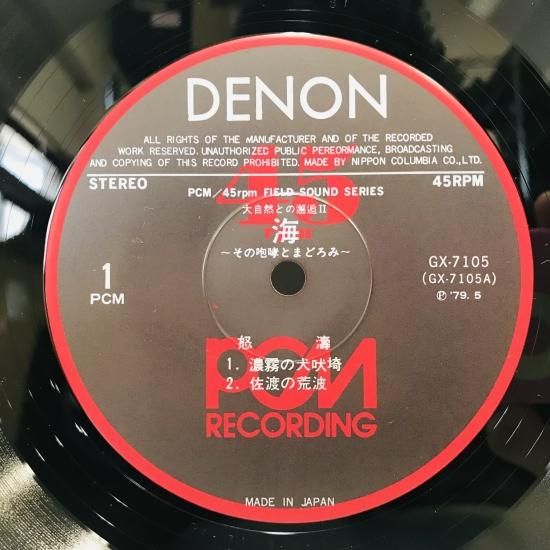 DENON
ALL RIGHTS OF THE MANUFACTURER AND OF THE RECORDED
WORK RESERVED. UNAUTHORIZED PUBLIC PERFORMANCE, BROADCASTING
AND COPYING OF THIS RECORD PROHIBITED. MADE BY NIPPON COLUMBIA CO., LTD.
STEREO
45
PCM/45rpm FIELD SOUND SERIES
45RPM
大自然との邂逅II
海
〜その咆哮とまどろみ〜
1
PCM
GX-7105
(GX-7105A)
Ⓟ '79. 5
怒濤
1. 濃霧の犬吠埼
2. 佐渡の荒波
PCM
RECORDING
MADE IN JAPAN